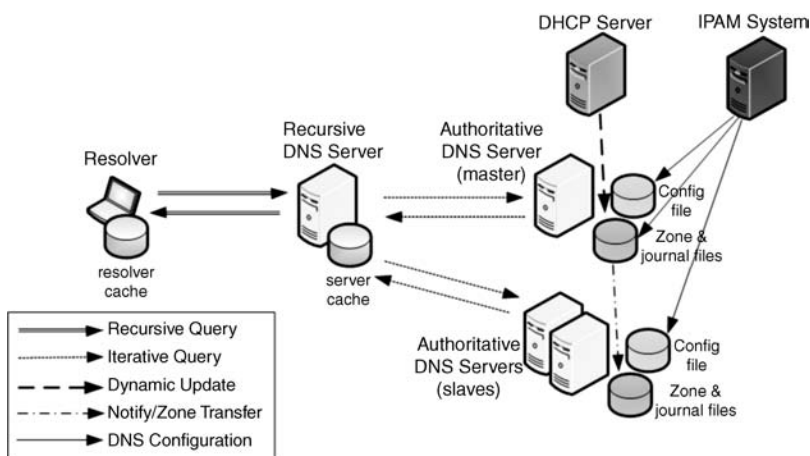 DHCP Server
IPAM System
Recursive
DNS Server
Authoritative
DNS Server
(master)
Resolver
Config
file
Zone &
journal files
resolver
cache
server
cache
Authoritative
DNS Servers
(slaves)
Config
file
Zone &
journal files
Recursive Query
Iterative Query
Dynamic Update
Notify/Zone Transfer
DNS Configuration